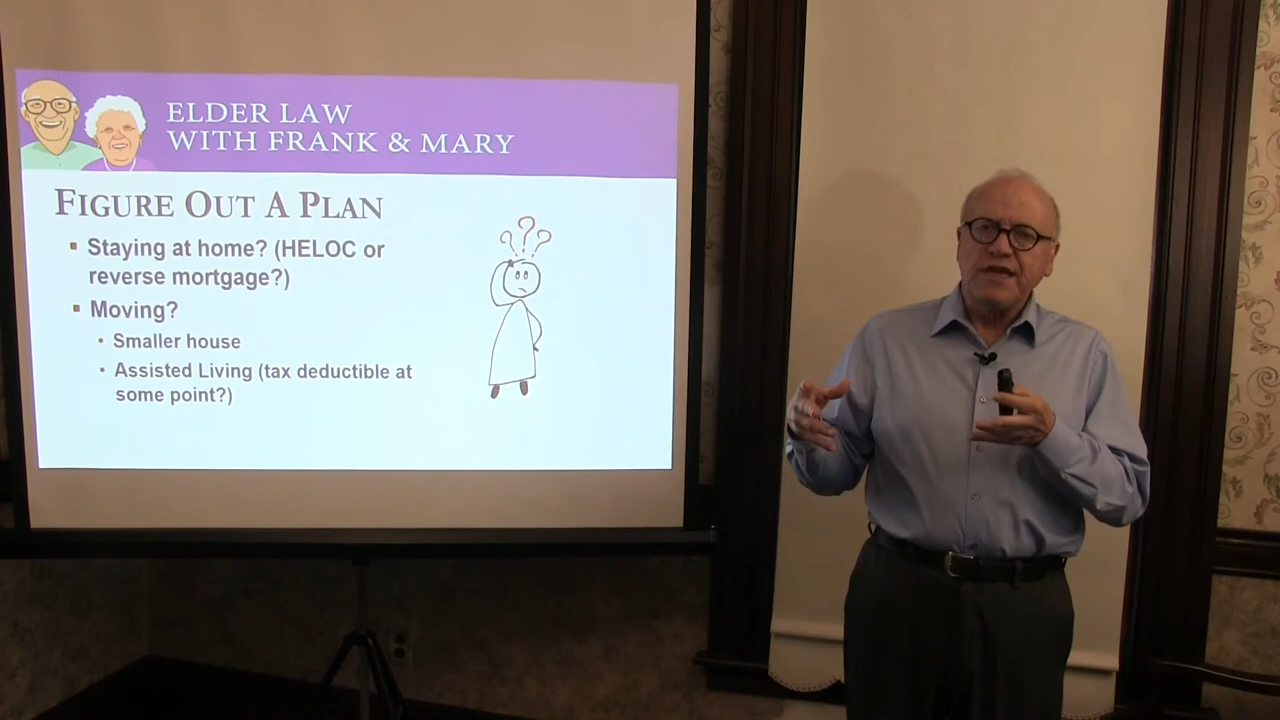 ELDER LAW
WITH FRANK & MARY
FIGURE OUT A PLAN
▪ Staying at home? (HELOC or
reverse mortgage?)
▪ Moving?
• Smaller house
• Assisted Living (tax deductible at
some point?)
? ? ?